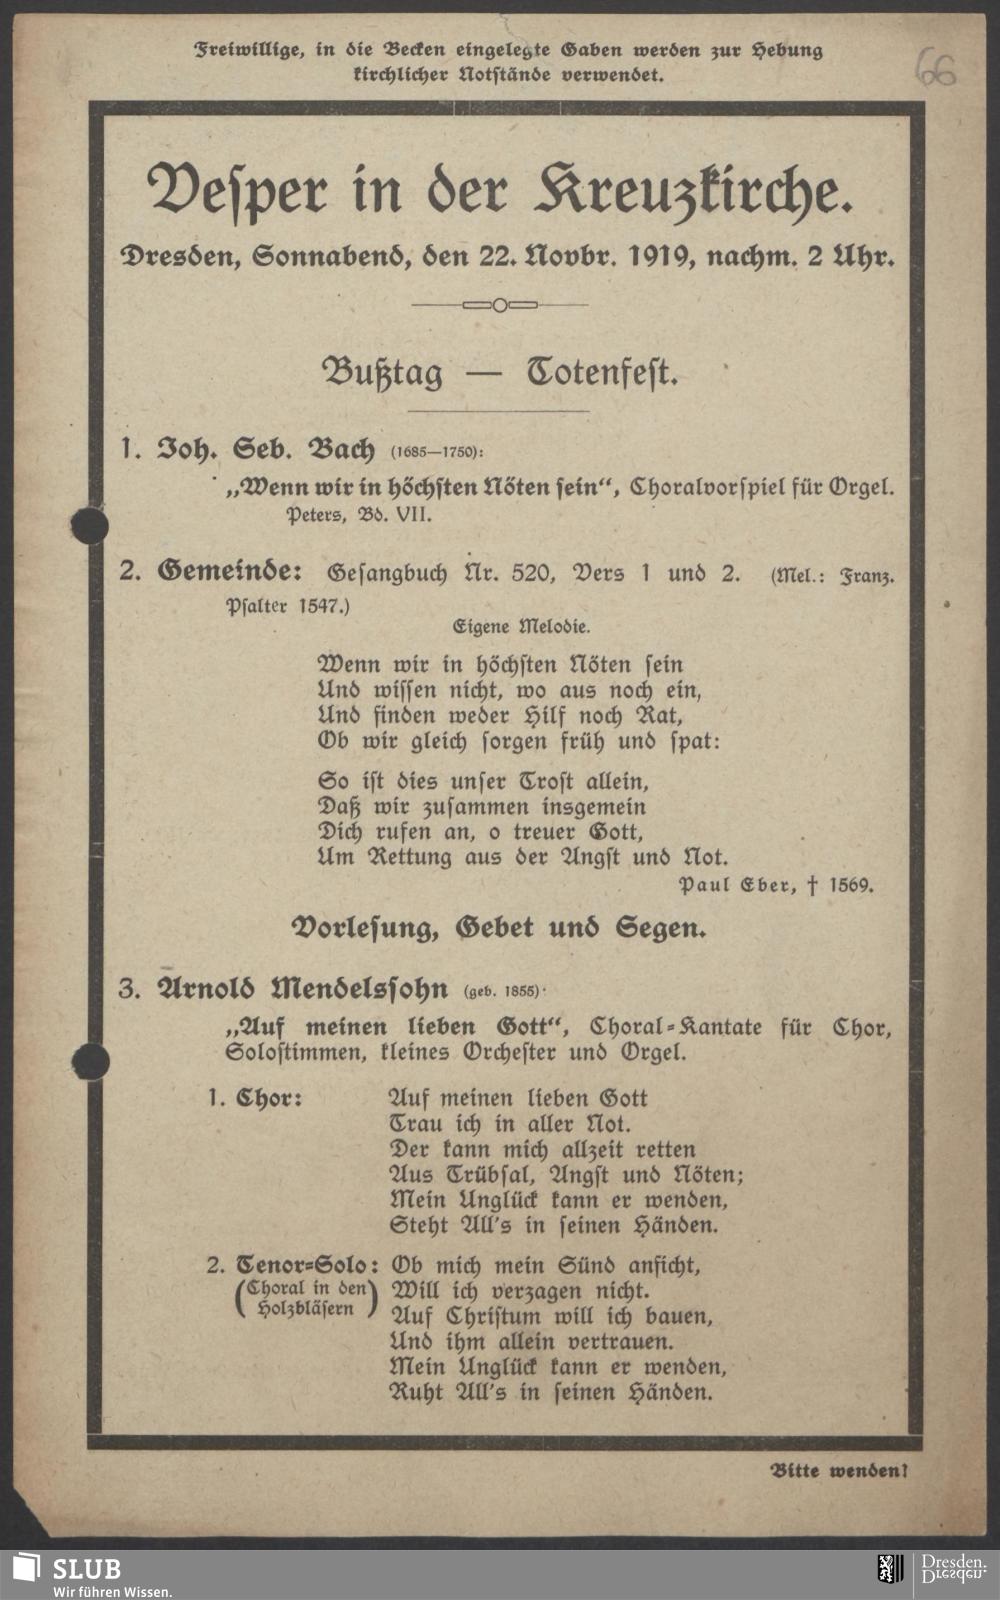 Freiwillige, in die Becken eingelegte Gaben werden zur Hebung
kirchlicher Notstände verwendet.
66
Vesper in der Kreuzkirche.
Dresden, Sonnabend, den 22. Novbr. 1919, nachm. 2 Uhr.
Bußtag — Totenfest.
1. Joh. Seb. Bach (1685—1750):
„Wenn wir in höchsten Nöten sein“, Choralvorspiel für Orgel.
Peters, Bd. VII.
2. Gemeinde: Gesangbuch Nr. 520, Vers 1 und 2. (Mel.: Franz.
Psalter 1547.)
Eigene Melodie.
Wenn wir in höchsten Nöten sein
Und wissen nicht, wo aus noch ein,
Und finden weder Hilf noch Rat,
Ob wir gleich sorgen früh und spat:
So ist dies unser Trost allein,
Daß wir zusammen insgemein
Dich rufen an, o treuer Gott,
Um Rettung aus der Angst und Not.
Paul Eber, † 1569.
Vorlesung, Gebet und Segen.
3. Arnold Mendelssohn (geb. 1855):
„Auf meinen lieben Gott“, Choral-Kantate für Chor,
Solostimmen, kleines Orchester und Orgel.
1. Chor: Auf meinen lieben Gott
Trau ich in aller Not.
Der kann mich allzeit retten
Aus Trübsal, Angst und Nöten;
Mein Unglück kann er wenden,
Steht All's in seinen Händen.
2. Tenor-Solo: Ob mich mein Sünd anficht,
(Choral in den Holzbläsern) Will ich verzagen nicht.
Auf Christum will ich bauen,
Und ihm allein vertrauen.
Mein Unglück kann er wenden,
Ruht All's in seinen Händen.
Bitte wenden!
SLUB
Wir führen Wissen.
Dresden.
Dresden.